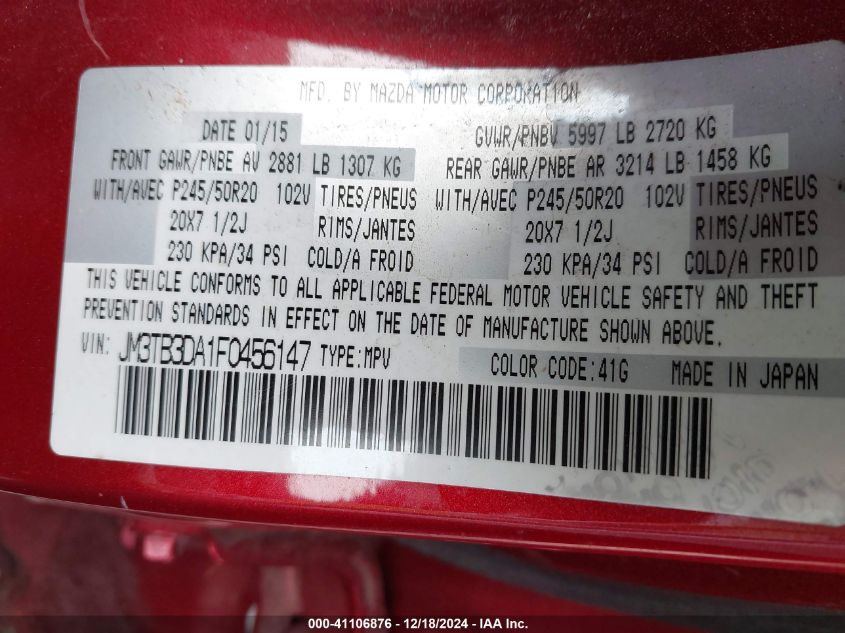 MFD. BY MAZDA MOTOR CORPORATION
DATE 01/15 GVWR/PNBV 5997 LB 2720 KG
FRONT GAWR/PNBE AV 2881 LB 1307 KG REAR GAWR/PNBE AR 3214 LB 1458 KG
WITH/AVEC P245/50R20 102V TIRES/PNEUS WITH/AVEC P245/50R20 102V TIRES/PNEUS
20X7 1/2J RIMS/JANTES 20X7 1/2J RIMS/JANTES
230 KPA/34 PSI COLD/A FROID 230 KPA/34 PSI COLD/A FROID
THIS VEHICLE CONFORMS TO ALL APPLICABLE FEDERAL MOTOR VEHICLE SAFETY AND THEFT
PREVENTION STANDARDS IN EFFECT ON THE DATE OF MANUFACTURE SHOWN ABOVE.
VIN: JM3TB3DA1F0456147 TYPE:MPV COLOR CODE:41G MADE IN JAPAN
000-41106876 - 12/18/2024 - IAA Inc.